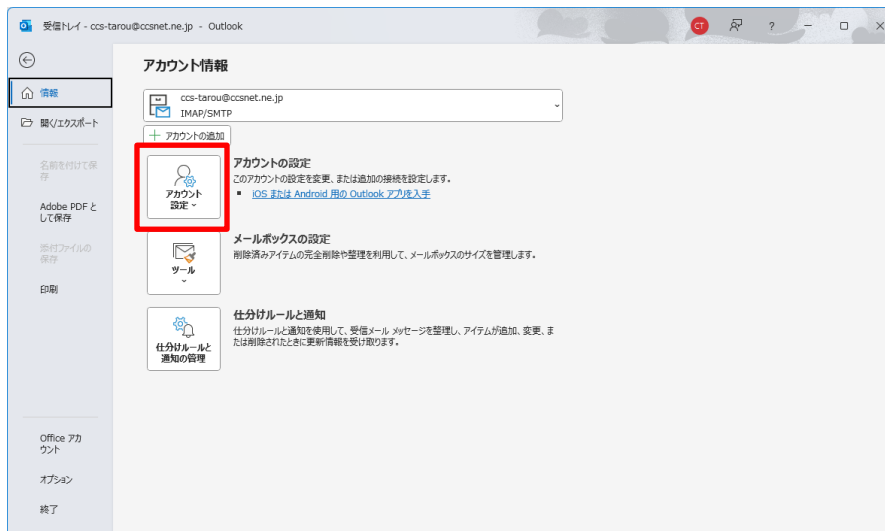 受信トレイ - ccs-tarou@ccsnet.ne.jp - Outlook
CT
?
アカウント情報
情報
ccs-tarou@ccsnet.ne.jp
IMAP/SMTP
開く/エクスポート
アカウントの追加
名前を付けて保
存
アカウント
設定
アカウントの設定
このアカウントの設定を変更、または追加の接続を設定します。
iOS または Android 用の Outlook アプリを入手
Adobe PDF と
して保存
添付ファイルの
保存
印刷
ツール
メールボックスの設定
削除済みアイテムの完全削除や整理を利用して、メールボックスのサイズを管理します。
仕分けルールと
通知の管理
仕分けルールと通知
仕分けルールと通知を使用して、受信メール メッセージを整理し、アイテムが追加、変更、ま
たは削除されたときに更新情報を受け取ります。
Office アカ
ウント
オプション
終了